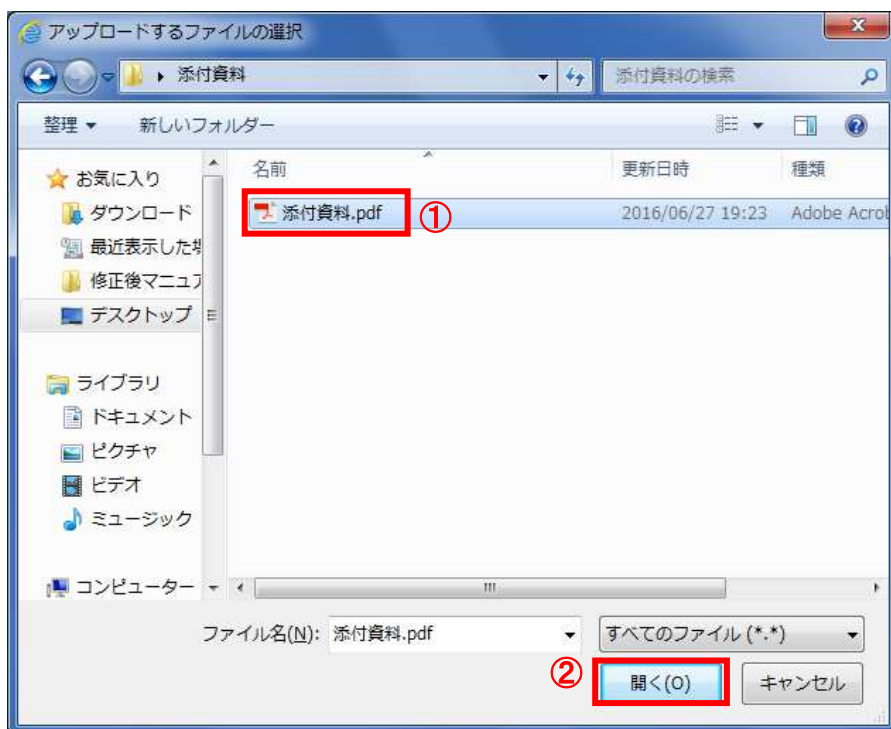 アップロードするファイルの選択
添付資料
添付資料の検索
整理
新しいフォルダー
名前
更新日時
種類
添付資料.pdf
①
2016/06/27 19:23
Adobe Acrob
お気に入り
ダウンロード
最近表示した場
修正後マニュア
デスクトップ
ライブラリ
ドキュメント
ピクチャ
ビデオ
ミュージック
コンピューター
ファイル名(N):
添付資料.pdf
すべてのファイル (*.*)
②
開く(O)
キャンセル